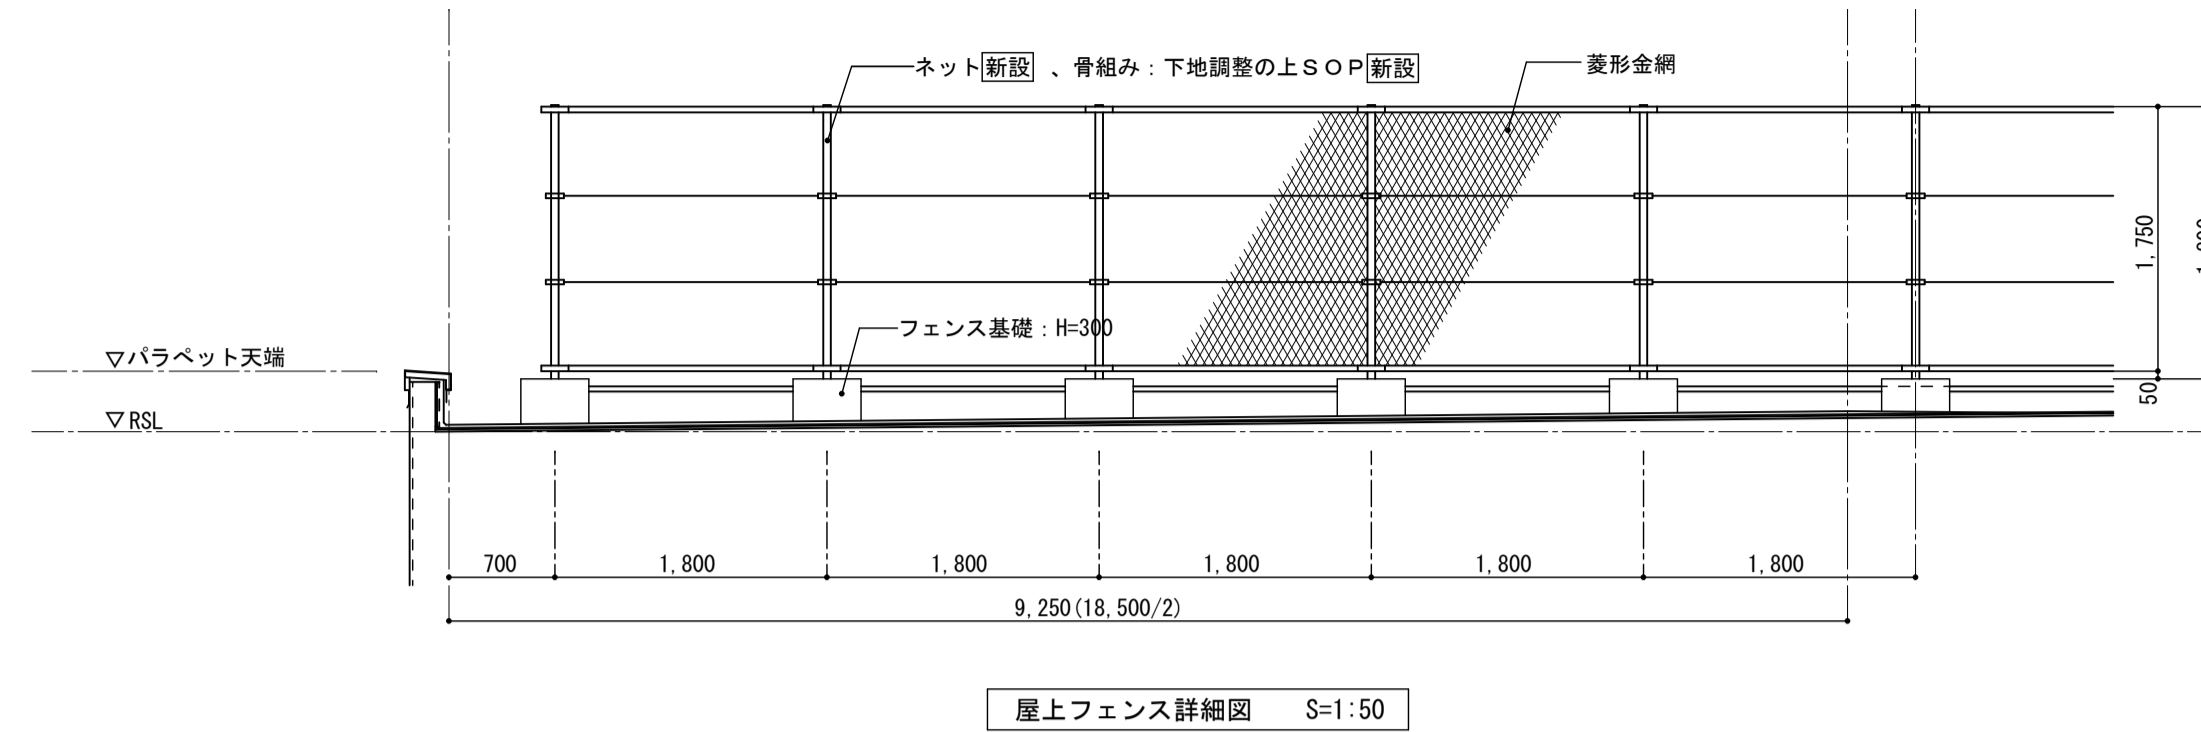 ネット新設 、骨組み：下地調整の上ＳＯＰ新設
菱形金網
1,750
フェンス基礎：H=300
▽パラペット天端
50
▽RSL
700 1,800 1,800 1,800 1,800 1,800
9,250(18,500/2)
屋上フェンス詳細図 S=1:50